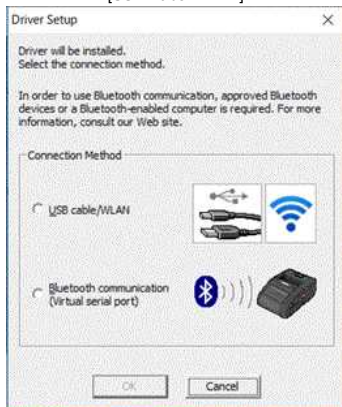 Driver Setup
Driver will be installed.
Select the connection method.
In order to use Bluetooth communication, approved Bluetooth
devices or a Bluetooth-enabled computer is required. For more
information, consult our Web site.
Connection Method
USB cable/WLAN
Bluetooth communication
(Virtual serial port)
OK
Cancel